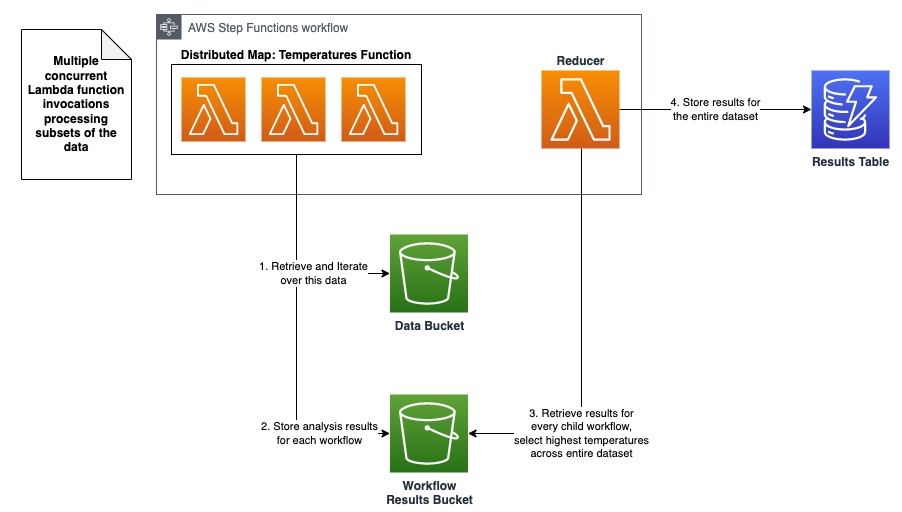 AWS Step Functions workflow
Multiple
concurrent
Lambda function
invocations
processing
subsets of the
data
Distributed Map: Temperatures Function
Reducer
4. Store results for
the entire dataset
Results Table
1. Retrieve and Iterate
over this data
Data Bucket
2. Store analysis results
for each workflow
3. Retrieve results for
every child workflow,
select highest temperatures
across entire dataset
Workflow
Results Bucket